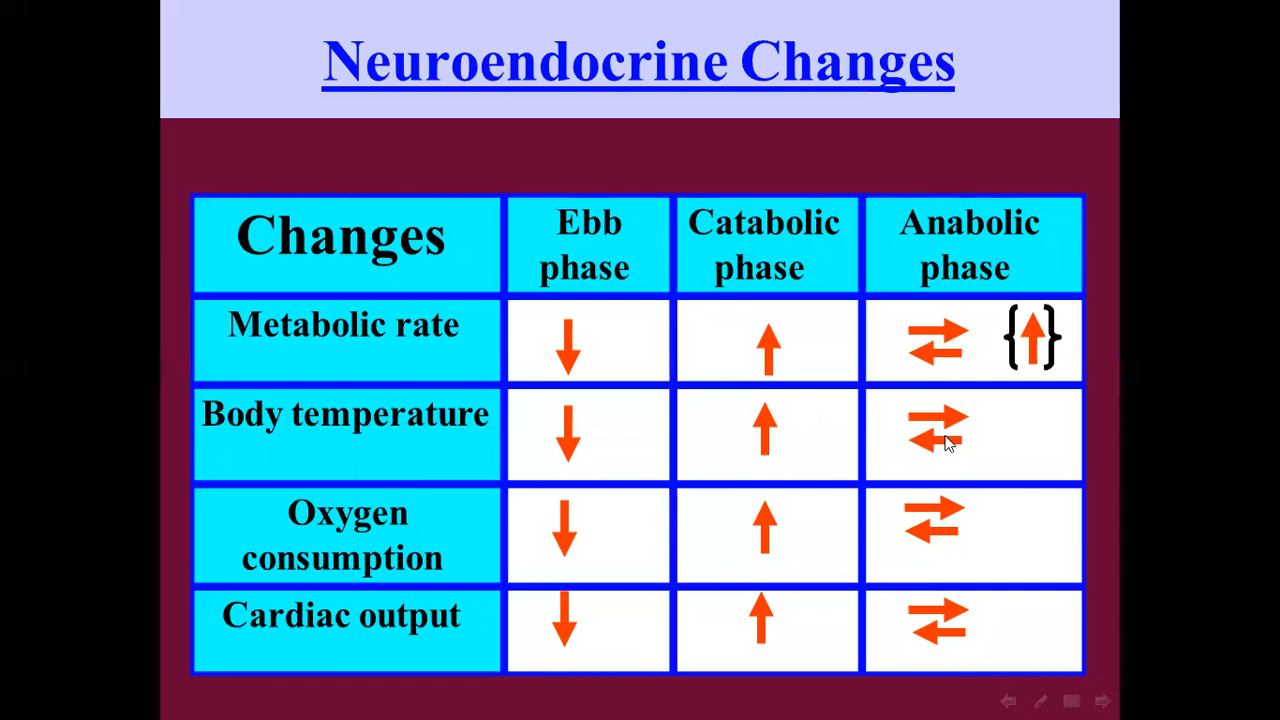 Neuroendocrine Changes
Changes
Ebb
phase
Catabolic
phase
Anabolic
phase
Metabolic rate
↓ ↑ ⇄ {↑}
Body temperature
↓ ↑ ⇄
Oxygen
consumption
↓ ↑ ⇄
Cardiac output
↓ ↑ ⇄